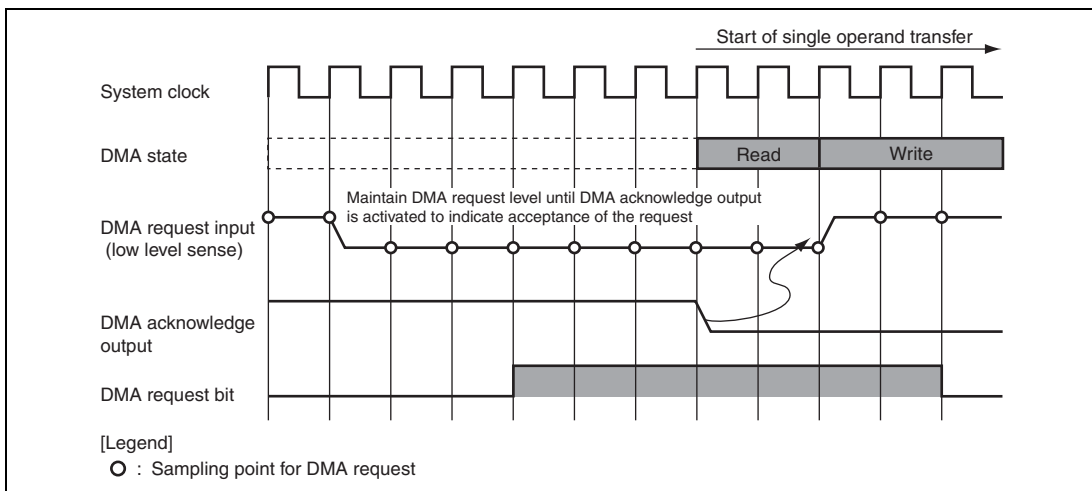 Start of single operand transfer
System clock
DMA state
Read
Write
Maintain DMA request level until DMA acknowledge output
is activated to indicate acceptance of the request
DMA request input
(low level sense)
DMA acknowledge
output
DMA request bit
[Legend]
: Sampling point for DMA request